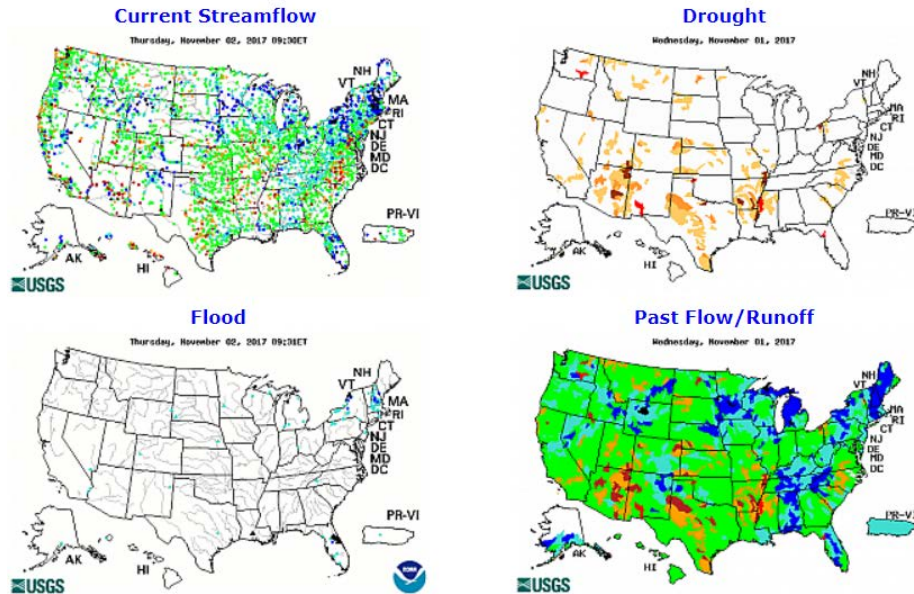 Current Streamflow
Thursday, November 02, 2017 09:30ET
NH
VT
MA
RI
CT
NJ
DE
MD
DC
PR-VI
AK
HI
USGS
Drought
Wednesday, November 01, 2017
NH
VT
MA
RI
CT
NJ
DE
MD
DC
PR-VI
AK
HI
USGS
Flood
Thursday, November 02, 2017 09:31ET
NH
VT
MA
RI
CT
NJ
DE
MD
DC
PR-VI
AK
HI
USGS
Past Flow/Runoff
Wednesday, November 01, 2017
NH
VT
MA
RI
CT
NJ
DE
MD
DC
PR-VI
AK
HI
USGS